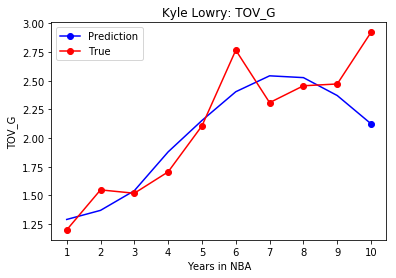 Kyle Lowry: TOV_G
Prediction
True
TOV_G
3.00
2.75
2.50
2.25
2.00
1.75
1.50
1.25
1 2 3 4 5 6 7 8 9 10
Years in NBA